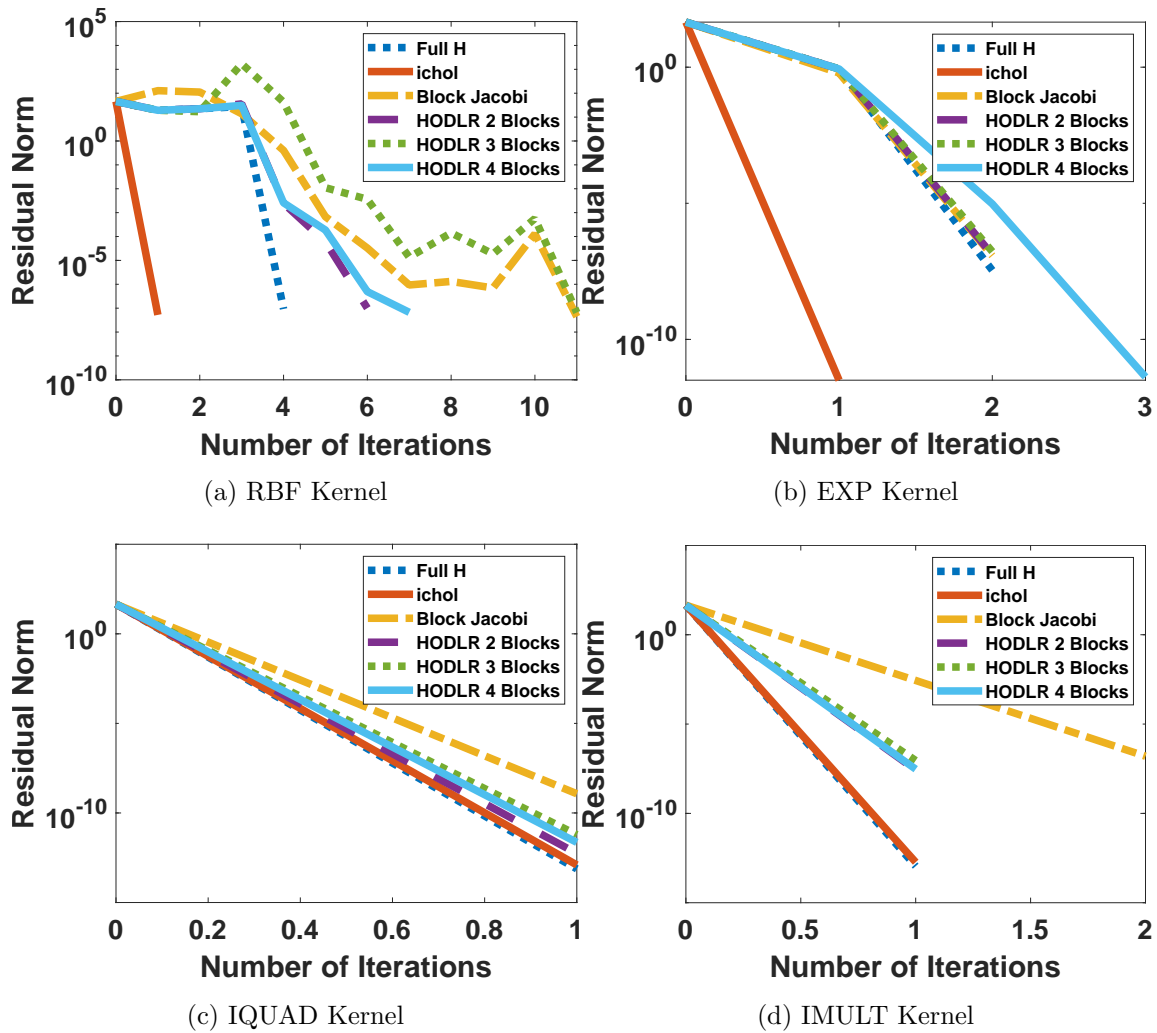 10^5
10^0
10^-5
10^-10
Residual Norm
0 2 4 6 8 10
Number of Iterations
Full H
ichol
Block Jacobi
HODLR 2 Blocks
HODLR 3 Blocks
HODLR 4 Blocks
(a) RBF Kernel
10^0
10^-10
Residual Norm
0 1 2 3
Number of Iterations
Full H
ichol
Block Jacobi
HODLR 2 Blocks
HODLR 3 Blocks
HODLR 4 Blocks
(b) EXP Kernel
10^0
10^-10
Residual Norm
0 0.2 0.4 0.6 0.8 1
Number of Iterations
Full H
ichol
Block Jacobi
HODLR 2 Blocks
HODLR 3 Blocks
HODLR 4 Blocks
(c) IQUAD Kernel
10^0
10^-10
Residual Norm
0 0.5 1 1.5 2
Number of Iterations
Full H
ichol
Block Jacobi
HODLR 2 Blocks
HODLR 3 Blocks
HODLR 4 Blocks
(d) IMULT Kernel